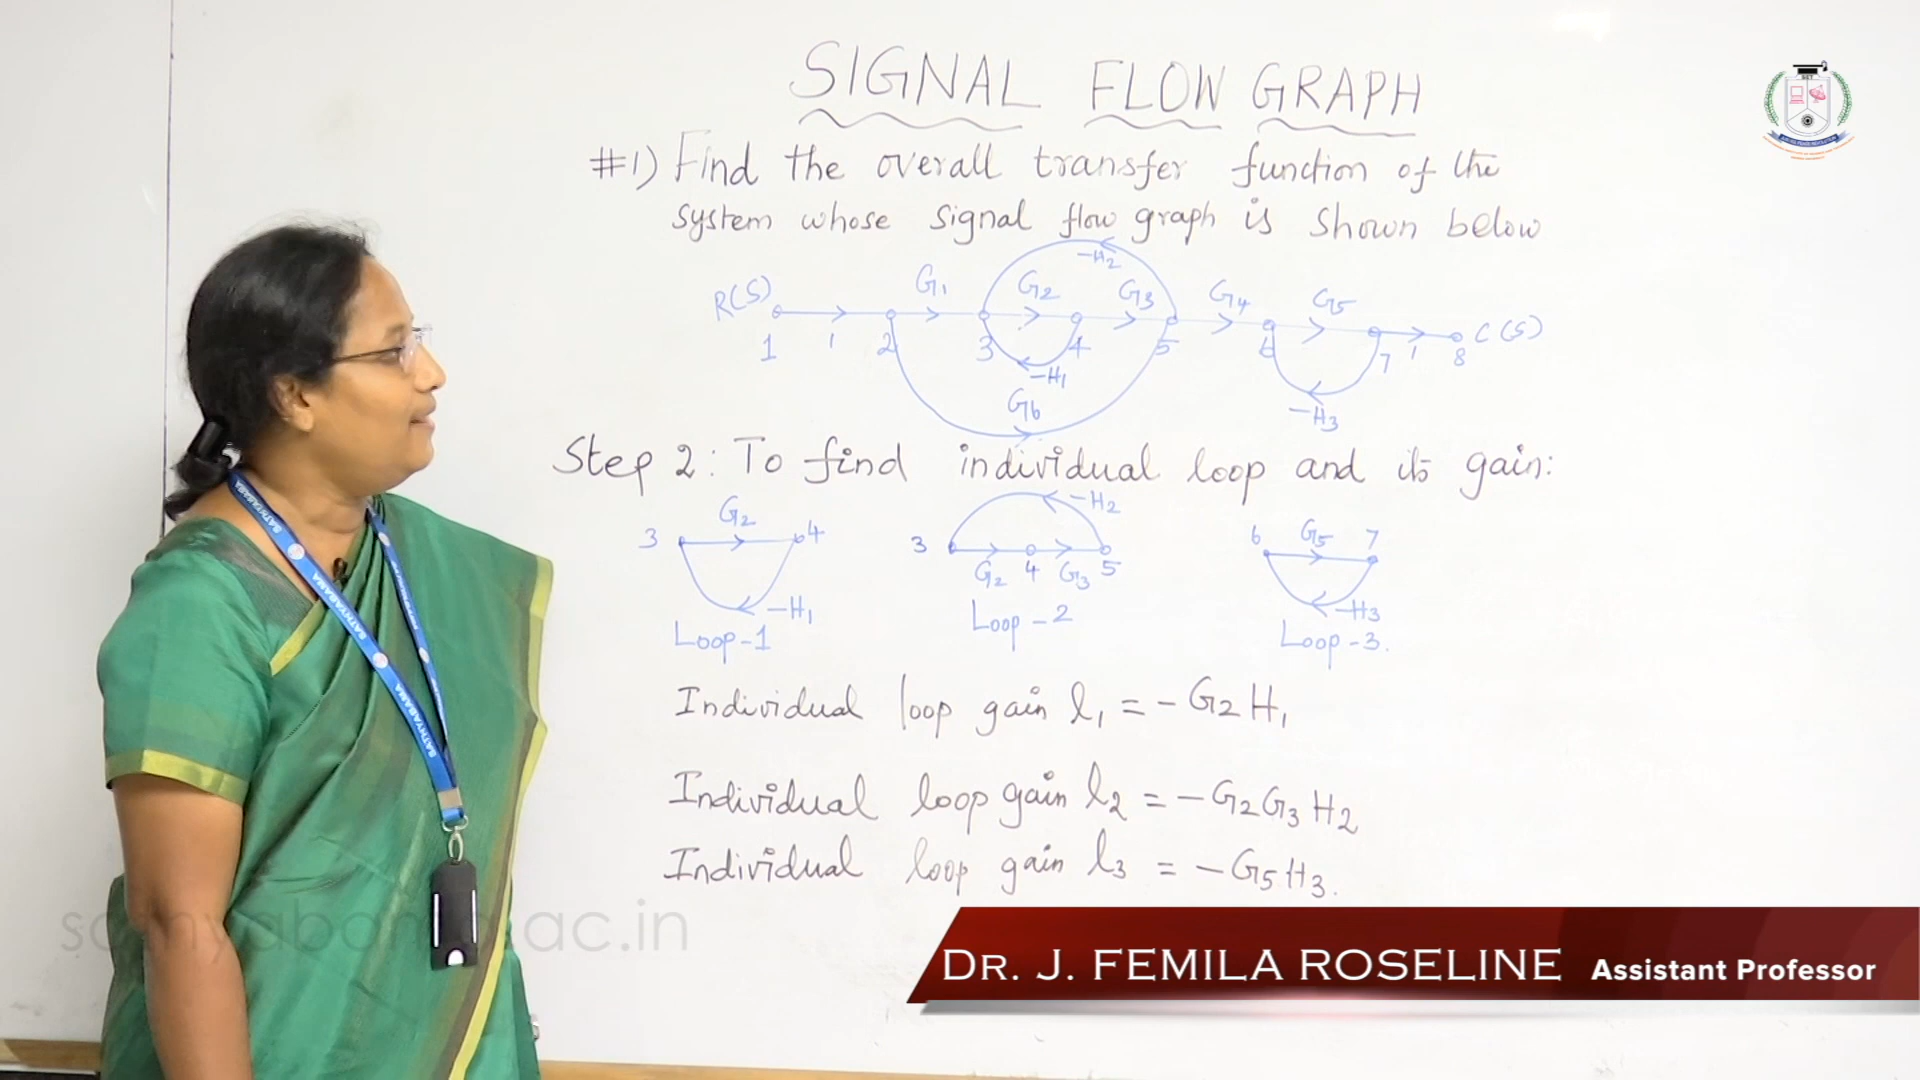 SIGNAL FLOW GRAPH
#1) Find the overall transfer function of the
system whose signal flow graph is shown below
-H2
R(S) G1 G2 G3 G4 G5 C(S)
1 1 2 3 4 5 6 7 1 8
-H1
G6
-H3
Step 2: To find individual loop and its gain:
3 G2 4
-H1
Loop-1
-H2
3 G2 4 G3 5
Loop-2
6 G5 7
-H3
Loop-3.
Individual loop gain l1 = -G2H1
Individual loop gain l2 = -G2G3H2
Individual loop gain l3 = -G5H3.
DR. J. FEMILA ROSELINE Assistant Professor
SATHYABAMA
SATHYABAMA
SATHYABAMA